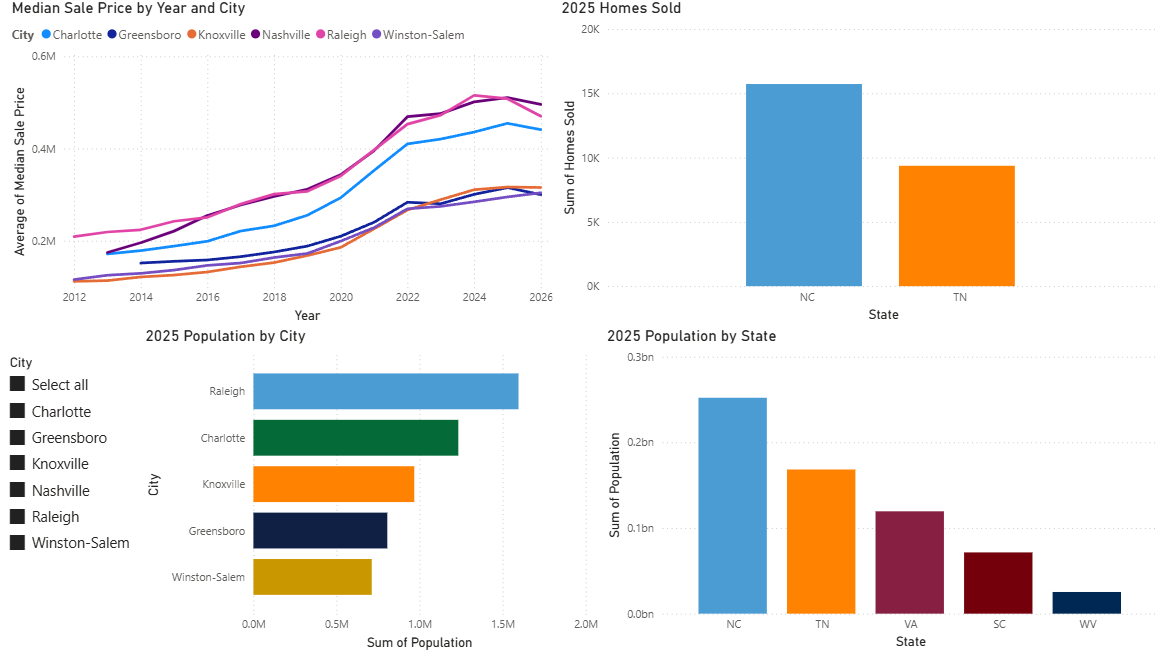 Median Sale Price by Year and City
City Charlotte Greensboro Knoxville Nashville Raleigh Winston-Salem
0.6M
0.4M
0.2M
Average of Median Sale Price
2012 2014 2016 2018 2020 2022 2024 2026
Year
2025 Homes Sold
20K
15K
10K
5K
0K
Sum of Homes Sold
NC TN
State
City
Select all
Charlotte
Greensboro
Knoxville
Nashville
Raleigh
Winston-Salem
2025 Population by City
City
Raleigh
Charlotte
Knoxville
Greensboro
Winston-Salem
0.0M 0.5M 1.0M 1.5M 2.0M
Sum of Population
2025 Population by State
0.3bn
0.2bn
0.1bn
0.0bn
Sum of Population
NC TN VA SC WV
State